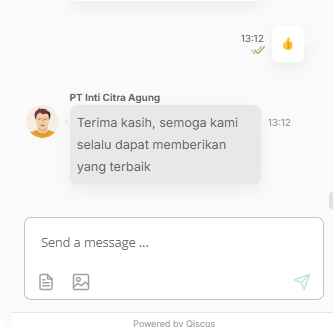 13:12
👍
PT Inti Citra Agung
Terima kasih, semoga kami
selalu dapat memberikan
yang terbaik
13:12
Send a message ...
Powered by Qiscus